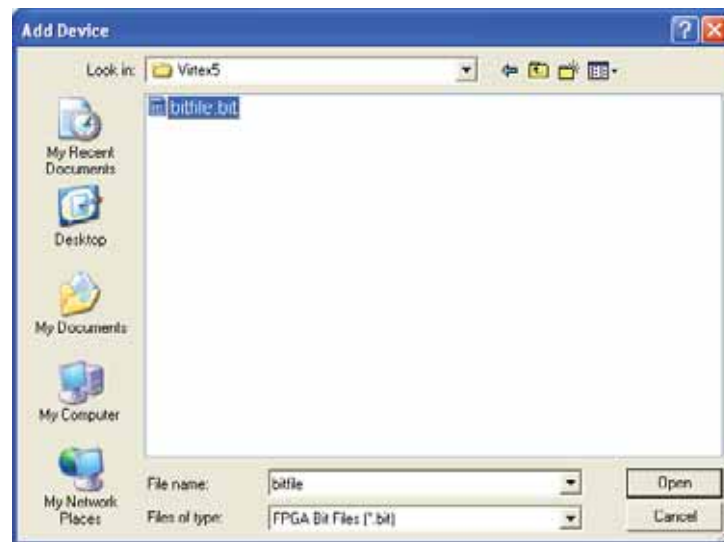 Add Device
Look in: Virtex5
bitfile.bit
My Recent
Documents
Desktop
My Documents
My Computer
My Network
Places
File name: bitfile Open
Files of type: FPGA Bit Files (*.bit) Cancel